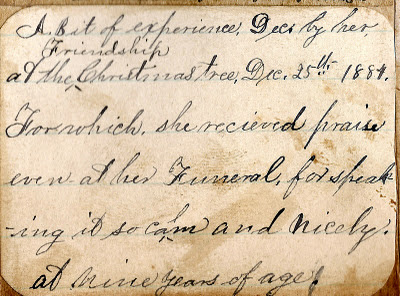 A Bit of experience, Decs by her
Friendship
at the Christmas tree, Dec. 25th 1884.
For which, she recieved praise
even at her Funeral, for speak-
-ing it so calm and nicely.
at nine years of age!